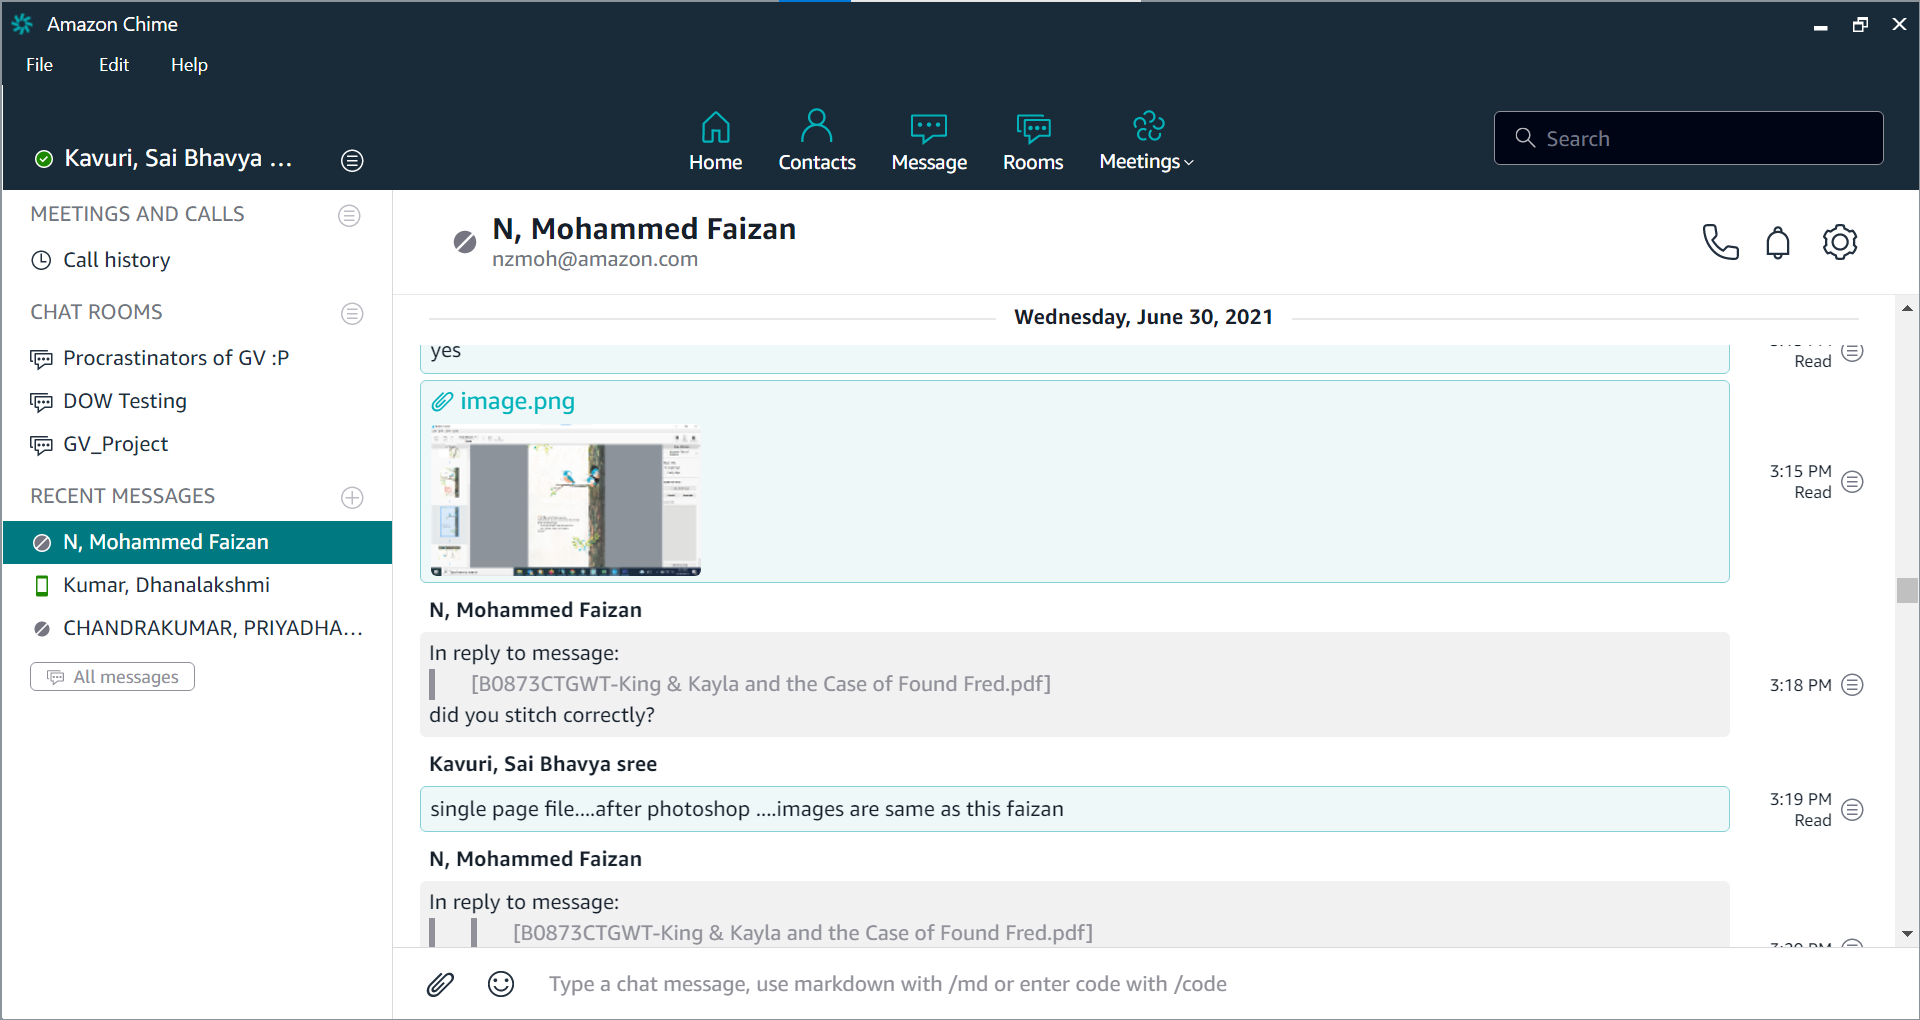 Amazon Chime
File Edit Help
Home Contacts Message Rooms Meetings
Search
Kavuri, Sai Bhavya ...
MEETINGS AND CALLS
Call history
CHAT ROOMS
Procrastinators of GV :P
DOW Testing
GV_Project
RECENT MESSAGES
N, Mohammed Faizan
Kumar, Dhanalakshmi
CHANDRAKUMAR, PRIYADHA...
All messages
N, Mohammed Faizan
nzmoh@amazon.com
Wednesday, June 30, 2021
yes
Read
image.png
3:15 PM
Read
N, Mohammed Faizan
In reply to message:
[B0873CTGWT-King & Kayla and the Case of Found Fred.pdf]
did you stitch correctly?
3:18 PM
Kavuri, Sai Bhavya sree
single page file....after photoshop ....images are same as this faizan
3:19 PM
Read
N, Mohammed Faizan
In reply to message:
[B0873CTGWT-King & Kayla and the Case of Found Fred.pdf]
Type a chat message, use markdown with /md or enter code with /code